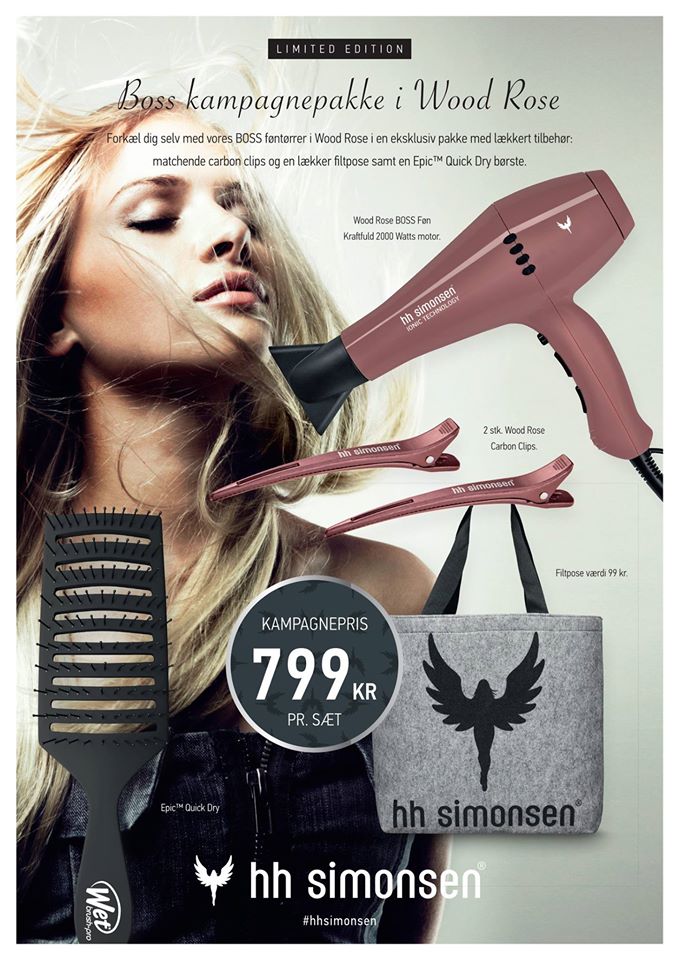 LIMITED EDITION
Boss kampagnepakke i Wood Rose
Forkæl dig selv med vores BOSS føntørrer i Wood Rose i en eksklusiv pakke med lækkert tilbehør:
matchende carbon clips og en lækker filtpose samt en Epic™ Quick Dry børste.
Wood Rose BOSS Føn
Kraftfuld 2000 Watts motor.
hh simonsen®
IONIC TECHNOLOGY
2 stk. Wood Rose
Carbon Clips.
hh simonsen®
hh simonsen®
Filtpose værdi 99 kr.
KAMPAGNEPRIS
799 KR
PR. SÆT
hh simonsen®
Epic™ Quick Dry
Wet
brush-pro
hh simonsen®
#hhsimonsen